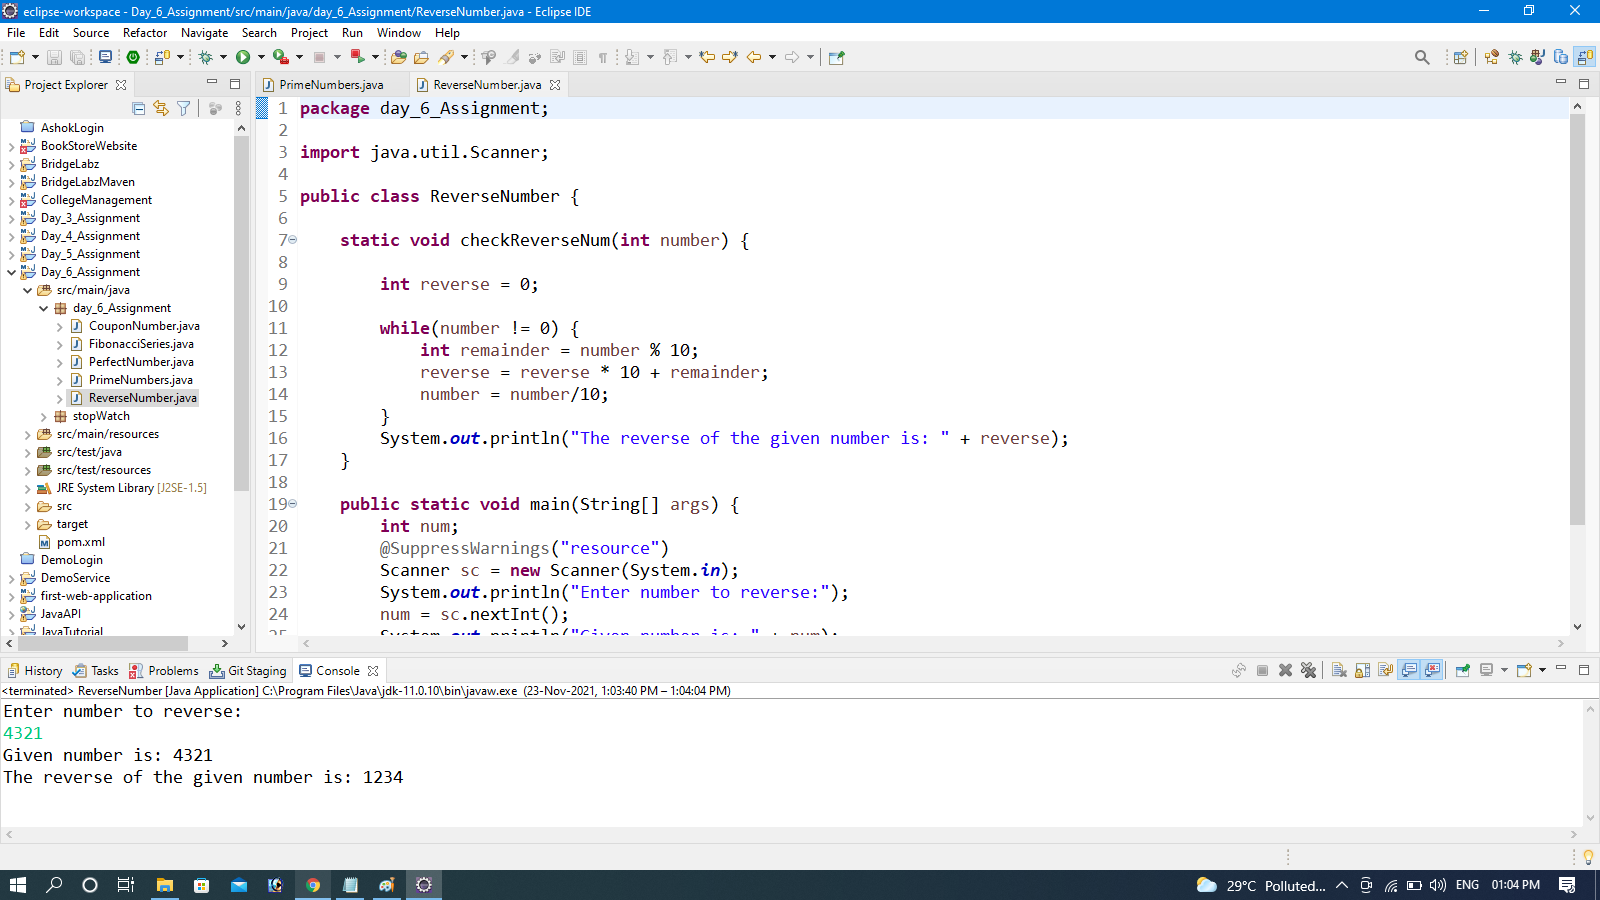 eclipse-workspace - Day_6_Assignment/src/main/java/day_6_Assignment/ReverseNumber.java - Eclipse IDE
File Edit Source Refactor Navigate Search Project Run Window Help
Project Explorer
PrimeNumbers.java ReverseNumber.java
AshokLogin
BookStoreWebsite
BridgeLabz
BridgeLabzMaven
CollegeManagement
Day_3_Assignment
Day_4_Assignment
Day_5_Assignment
Day_6_Assignment
src/main/java
day_6_Assignment
CouponNumber.java
FibonacciSeries.java
PerfectNumber.java
PrimeNumbers.java
ReverseNumber.java
stopWatch
src/main/resources
src/test/java
src/test/resources
JRE System Library [J2SE-1.5]
src
target
pom.xml
DemoLogin
DemoService
first-web-application
JavaAPI
JavaTutorial
1 package day_6_Assignment;
2
3 import java.util.Scanner;
4
5 public class ReverseNumber {
6
7 static void checkReverseNum(int number) {
8
9 int reverse = 0;
10
11 while(number != 0) {
12 int remainder = number % 10;
13 reverse = reverse * 10 + remainder;
14 number = number/10;
15 }
16 System.out.println("The reverse of the given number is: " + reverse);
17 }
18
19 public static void main(String[] args) {
20 int num;
21 @SuppressWarnings("resource")
22 Scanner sc = new Scanner(System.in);
23 System.out.println("Enter number to reverse:");
24 num = sc.nextInt();
25 System.out.println("Given number is: " + num);
History Tasks Problems Git Staging Console
<terminated> ReverseNumber [Java Application] C:\Program Files\Java\jdk-11.0.10\bin\javaw.exe (23-Nov-2021, 1:03:40 PM – 1:04:04 PM)
Enter number to reverse:
4321
Given number is: 4321
The reverse of the given number is: 1234
29°C Polluted... ENG 01:04 PM